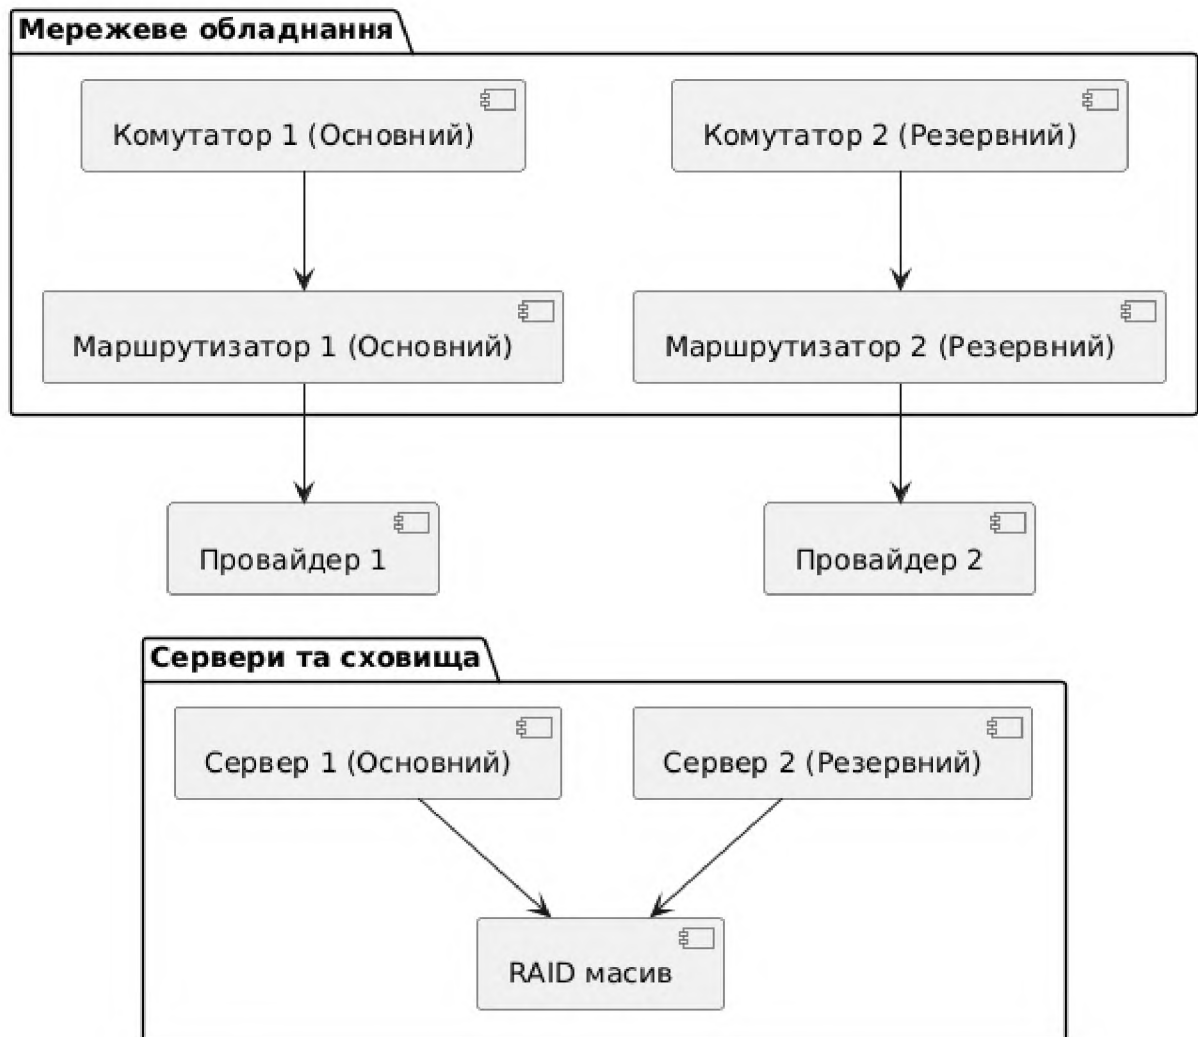 Мережеве обладнання
Комутатор 1 (Основний)
Комутатор 2 (Резервний)
Маршрутизатор 1 (Основний)
Маршрутизатор 2 (Резервний)
Провайдер 1
Провайдер 2
Сервери та сховища
Сервер 1 (Основний)
Сервер 2 (Резервний)
RAID масив